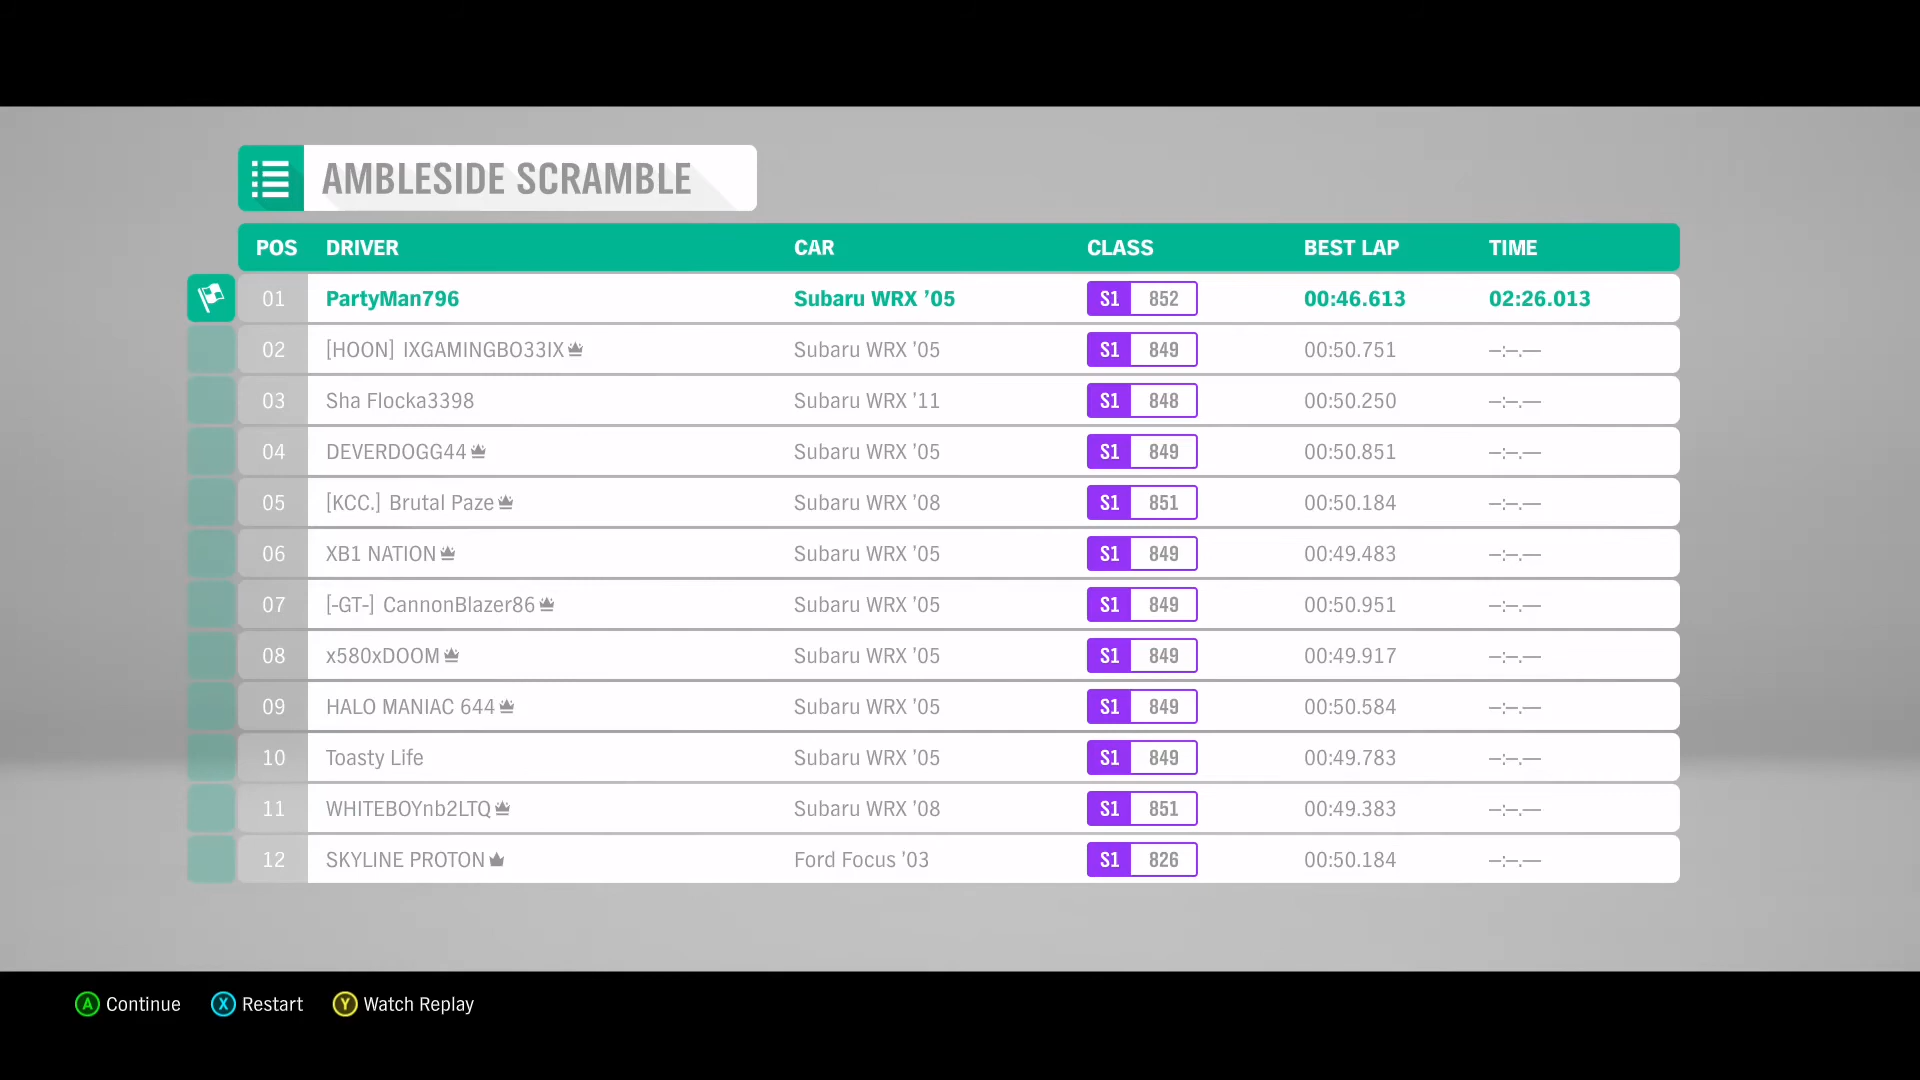 AMBLESIDE SCRAMBLE
POS DRIVER CAR CLASS BEST LAP TIME
01 PartyMan796 Subaru WRX ’05 S1 852 00:46.613 02:26.013
02 [HOON] IXGAMINGBO33IX Subaru WRX ’05 S1 849 00:50.751 –:–.––
03 Sha Flocka3398 Subaru WRX ’11 S1 848 00:50.250 –:–.––
04 DEVERDOGG44 Subaru WRX ’05 S1 849 00:50.851 –:–.––
05 [KCC.] Brutal Paze Subaru WRX ’08 S1 851 00:50.184 –:–.––
06 XB1 NATION Subaru WRX ’05 S1 849 00:49.483 –:–.––
07 [-GT-] CannonBlazer86 Subaru WRX ’05 S1 849 00:50.951 –:–.––
08 x580xDOOM Subaru WRX ’05 S1 849 00:49.917 –:–.––
09 HALO MANIAC 644 Subaru WRX ’05 S1 849 00:50.584 –:–.––
10 Toasty Life Subaru WRX ’05 S1 849 00:49.783 –:–.––
11 WHITEBOYnb2LTQ Subaru WRX ’08 S1 851 00:49.383 –:–.––
12 SKYLINE PROTON Ford Focus ’03 S1 826 00:50.184 –:–.––
A Continue X Restart Y Watch Replay